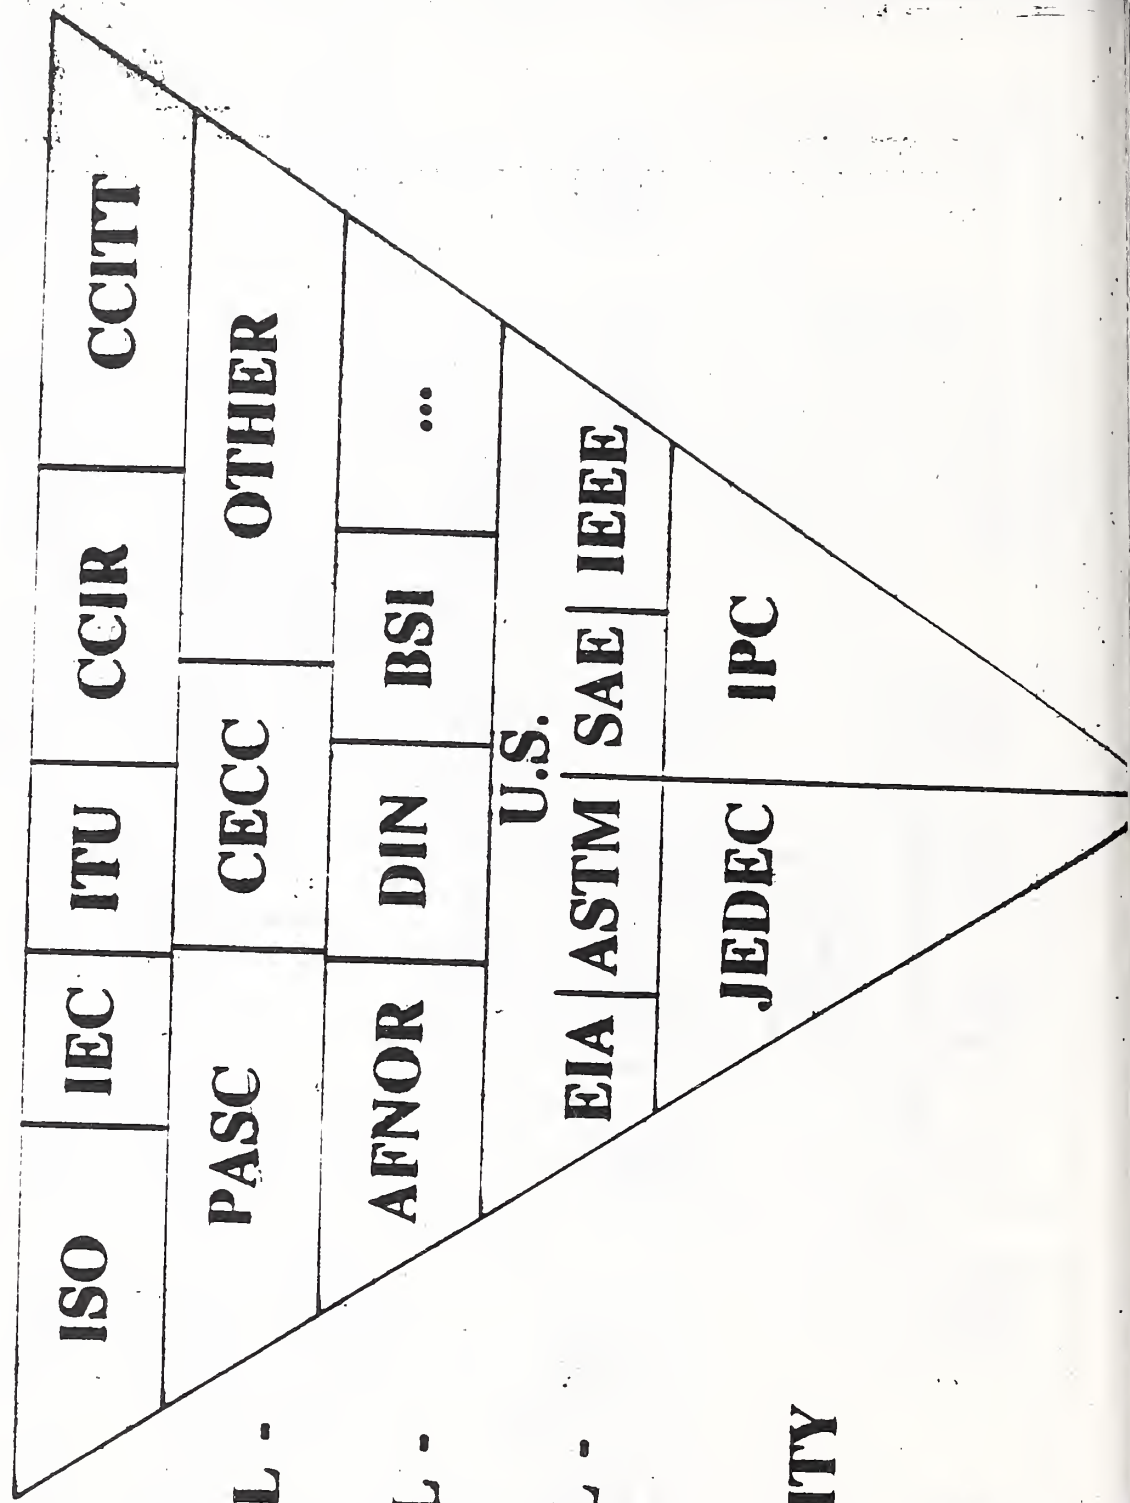 ISO IEC ITU CCIR CCITT
PASC CECC OTHER
L -
AFNOR DIN BSI ...
L -
U.S.
L -
EIA ASTM SAE IEEE
JEDEC IPC
ITY